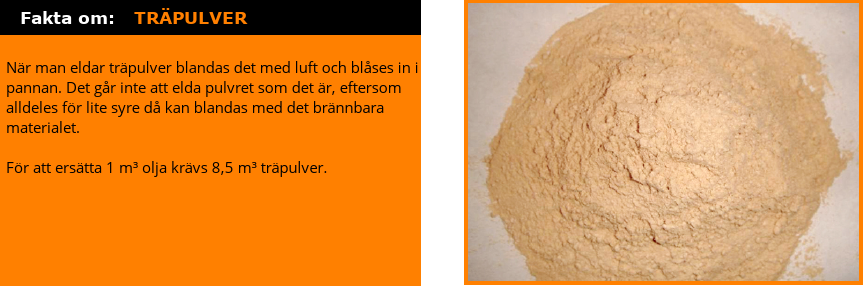 Fakta om: TRÄPULVER
När man eldar träpulver blandas det med luft och blåses in i
pannan. Det går inte att elda pulvret som det är, eftersom
alldeles för lite syre då kan blandas med det brännbara
materialet.
För att ersätta 1 m³ olja krävs 8,5 m³ träpulver.